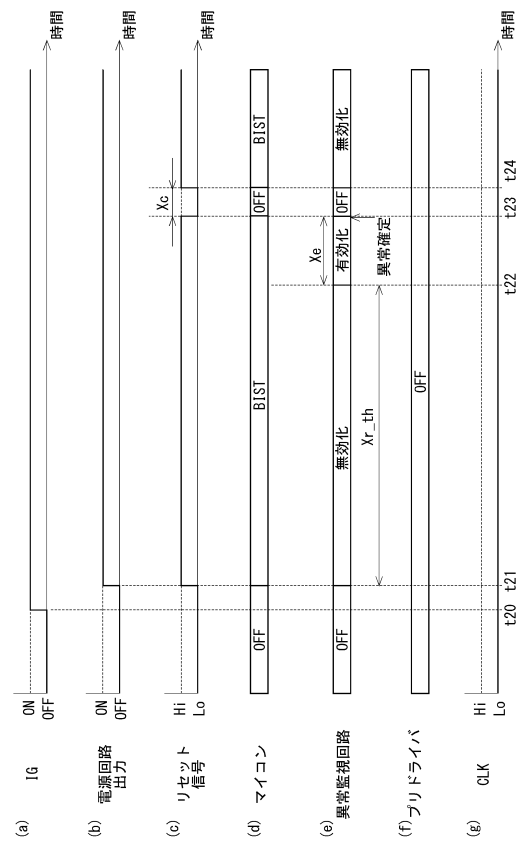 (a)
IG
ON
OFF
時間
(b)
電源回路
出力
ON
OFF
時間
(c)
リセット
信号
Hi
Lo
Xc
時間
(d)
マイコン
OFF
BIST
OFF
BIST
(e)
異常監視回路
OFF
無効化
有効化
OFF
無効化
Xe
異常確定
Xr_th
(f)
プリドライバ
OFF
(g)
CLK
Hi
Lo
時間
t20
t21
t22
t23
t24